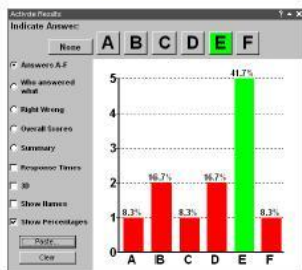 Activote Results
Indicate Answer:
None
A B C D E F
Answers A-F
Who answered
what
Right Wrong
Overall Scores
Summary
Response Times
3D
Show Names
Show Percentages
Paste...
Clear
5
4
3
2
1
0
8.3%
16.7%
8.3%
16.7%
41.7%
8.3%
A B C D E F